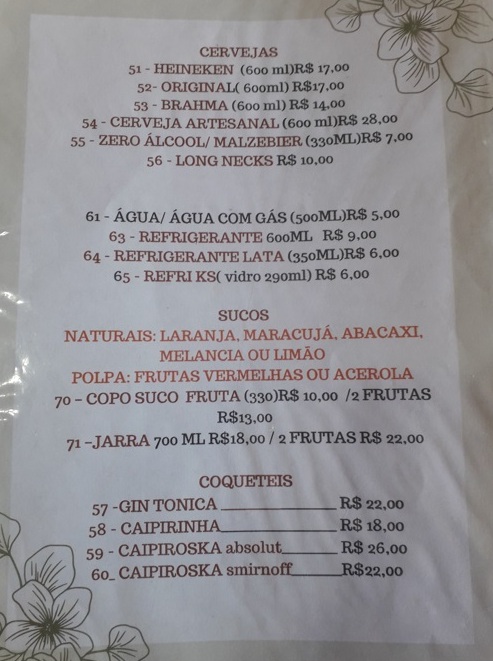 CERVEJAS
51 - HEINEKEN (600 ml)R$ 17,00
52- ORIGINAL( 600ml) R$17,00
53 - BRAHMA (600 ml) R$ 14,00
54 - CERVEJA ARTESANAL (600 ml)R$ 28,00
55 - ZERO ÁLCOOL/ MALZEBIER (330ML)R$ 7,00
56 - LONG NECKS R$ 10,00
61 - ÁGUA/ ÁGUA COM GÁS (500ML)R$ 5,00
63 - REFRIGERANTE 600ML R$ 9,00
64 - REFRIGERANTE LATA (350ML)R$ 6,00
65 - REFRI KS( vidro 290ml) R$ 6,00
SUCOS
NATURAIS: LARANJA, MARACUJÁ, ABACAXI,
MELANCIA OU LIMÃO
POLPA: FRUTAS VERMELHAS OU ACEROLA
70 – COPO SUCO FRUTA (330)R$ 10,00 /2 FRUTAS
R$13,00
71 –JARRA 700 ML R$18,00 / 2 FRUTAS R$ 22,00
COQUETEIS
57 -GIN TONICA ____________ R$ 22,00
58 - CAIPIRINHA____________ R$ 18,00
59 - CAIPIROSKA absolut______ R$ 26,00
60_ CAIPIROSKA smirnoff_____R$22,00